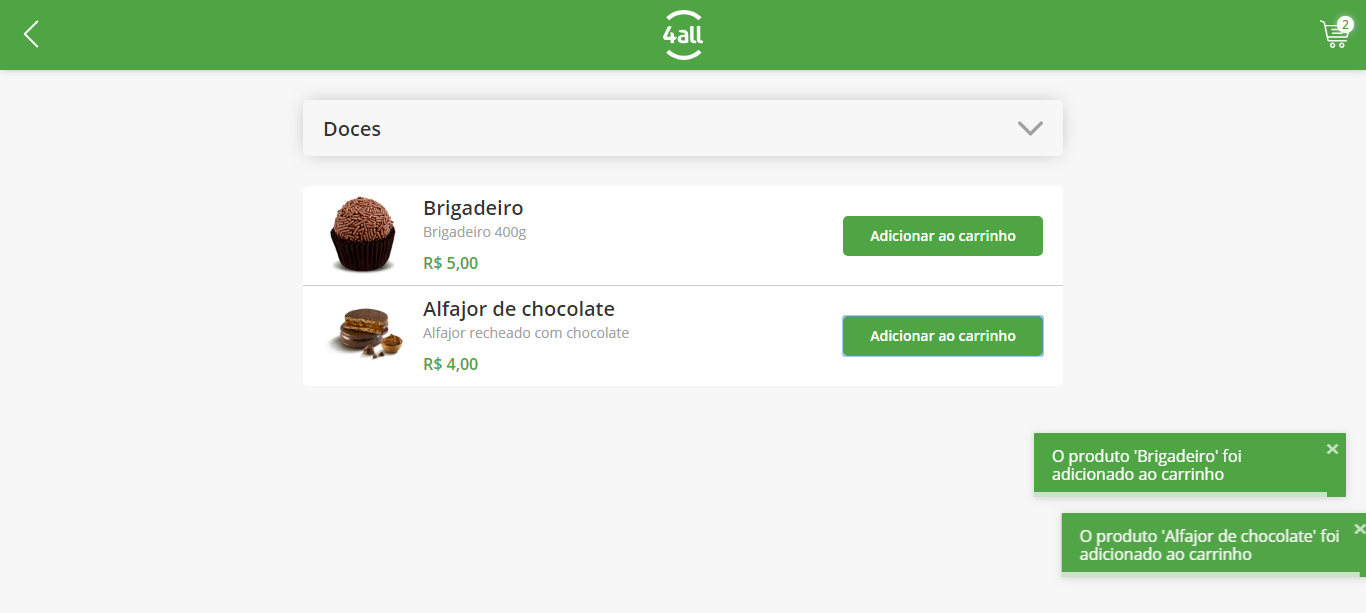 4all
2
Doces
Brigadeiro
Brigadeiro 400g
R$ 5,00
Adicionar ao carrinho
Alfajor de chocolate
Alfajor recheado com chocolate
R$ 4,00
Adicionar ao carrinho
O produto 'Brigadeiro' foi
adicionado ao carrinho
O produto 'Alfajor de chocolate' foi
adicionado ao carrinho